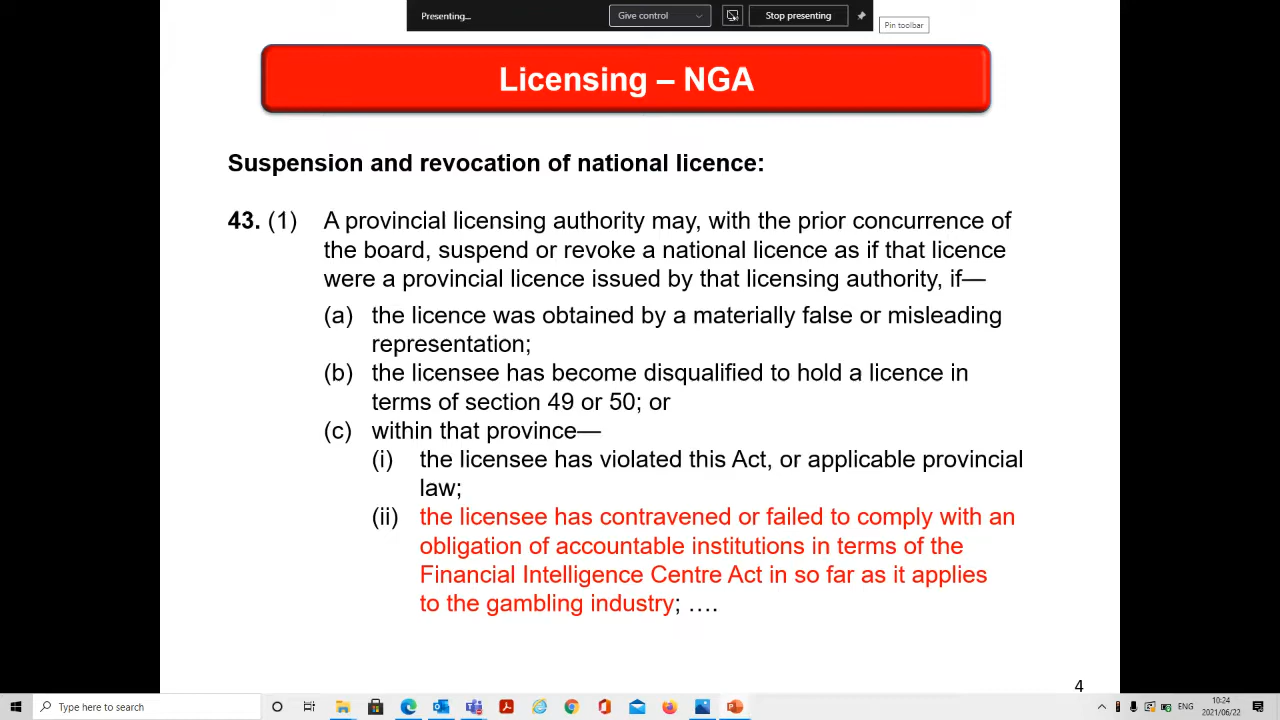 Presenting...
Give control
Stop presenting
Pin toolbar
Licensing – NGA
Suspension and revocation of national licence:
43. (1) A provincial licensing authority may, with the prior concurrence of
the board, suspend or revoke a national licence as if that licence
were a provincial licence issued by that licensing authority, if—
(a) the licence was obtained by a materially false or misleading
representation;
(b) the licensee has become disqualified to hold a licence in
terms of section 49 or 50; or
(c) within that province—
(i) the licensee has violated this Act, or applicable provincial
law;
(ii) the licensee has contravened or failed to comply with an
obligation of accountable institutions in terms of the
Financial Intelligence Centre Act in so far as it applies
to the gambling industry; ….
4
Type here to search
ENG
10:24
2021/06/22